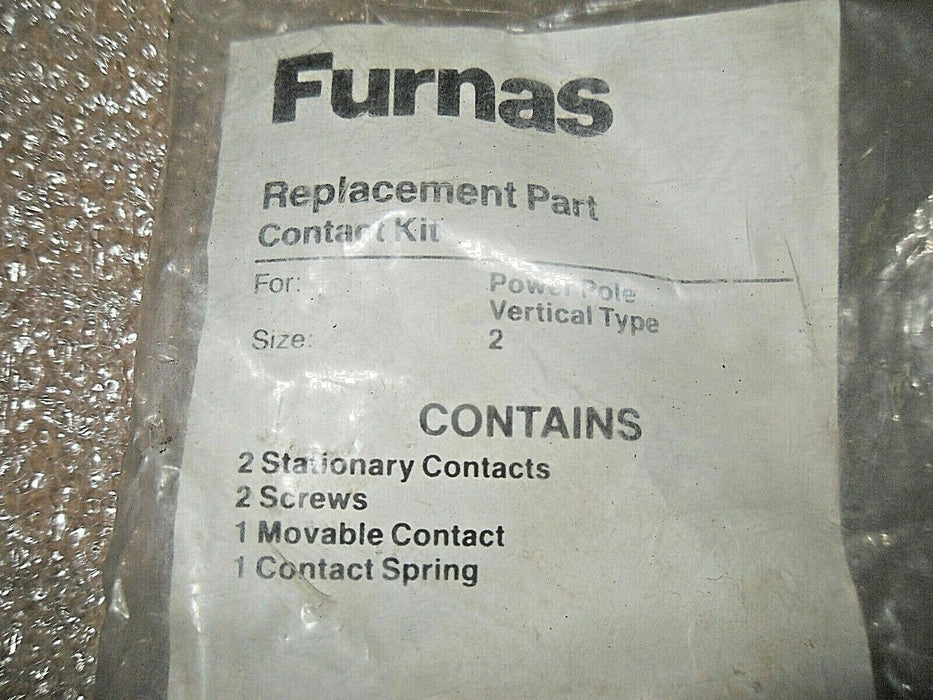 Furnas
Replacement Part
Contact Kit
For: Power Pole
Vertical Type
Size: 2
CONTAINS
2 Stationary Contacts
2 Screws
1 Movable Contact
1 Contact Spring